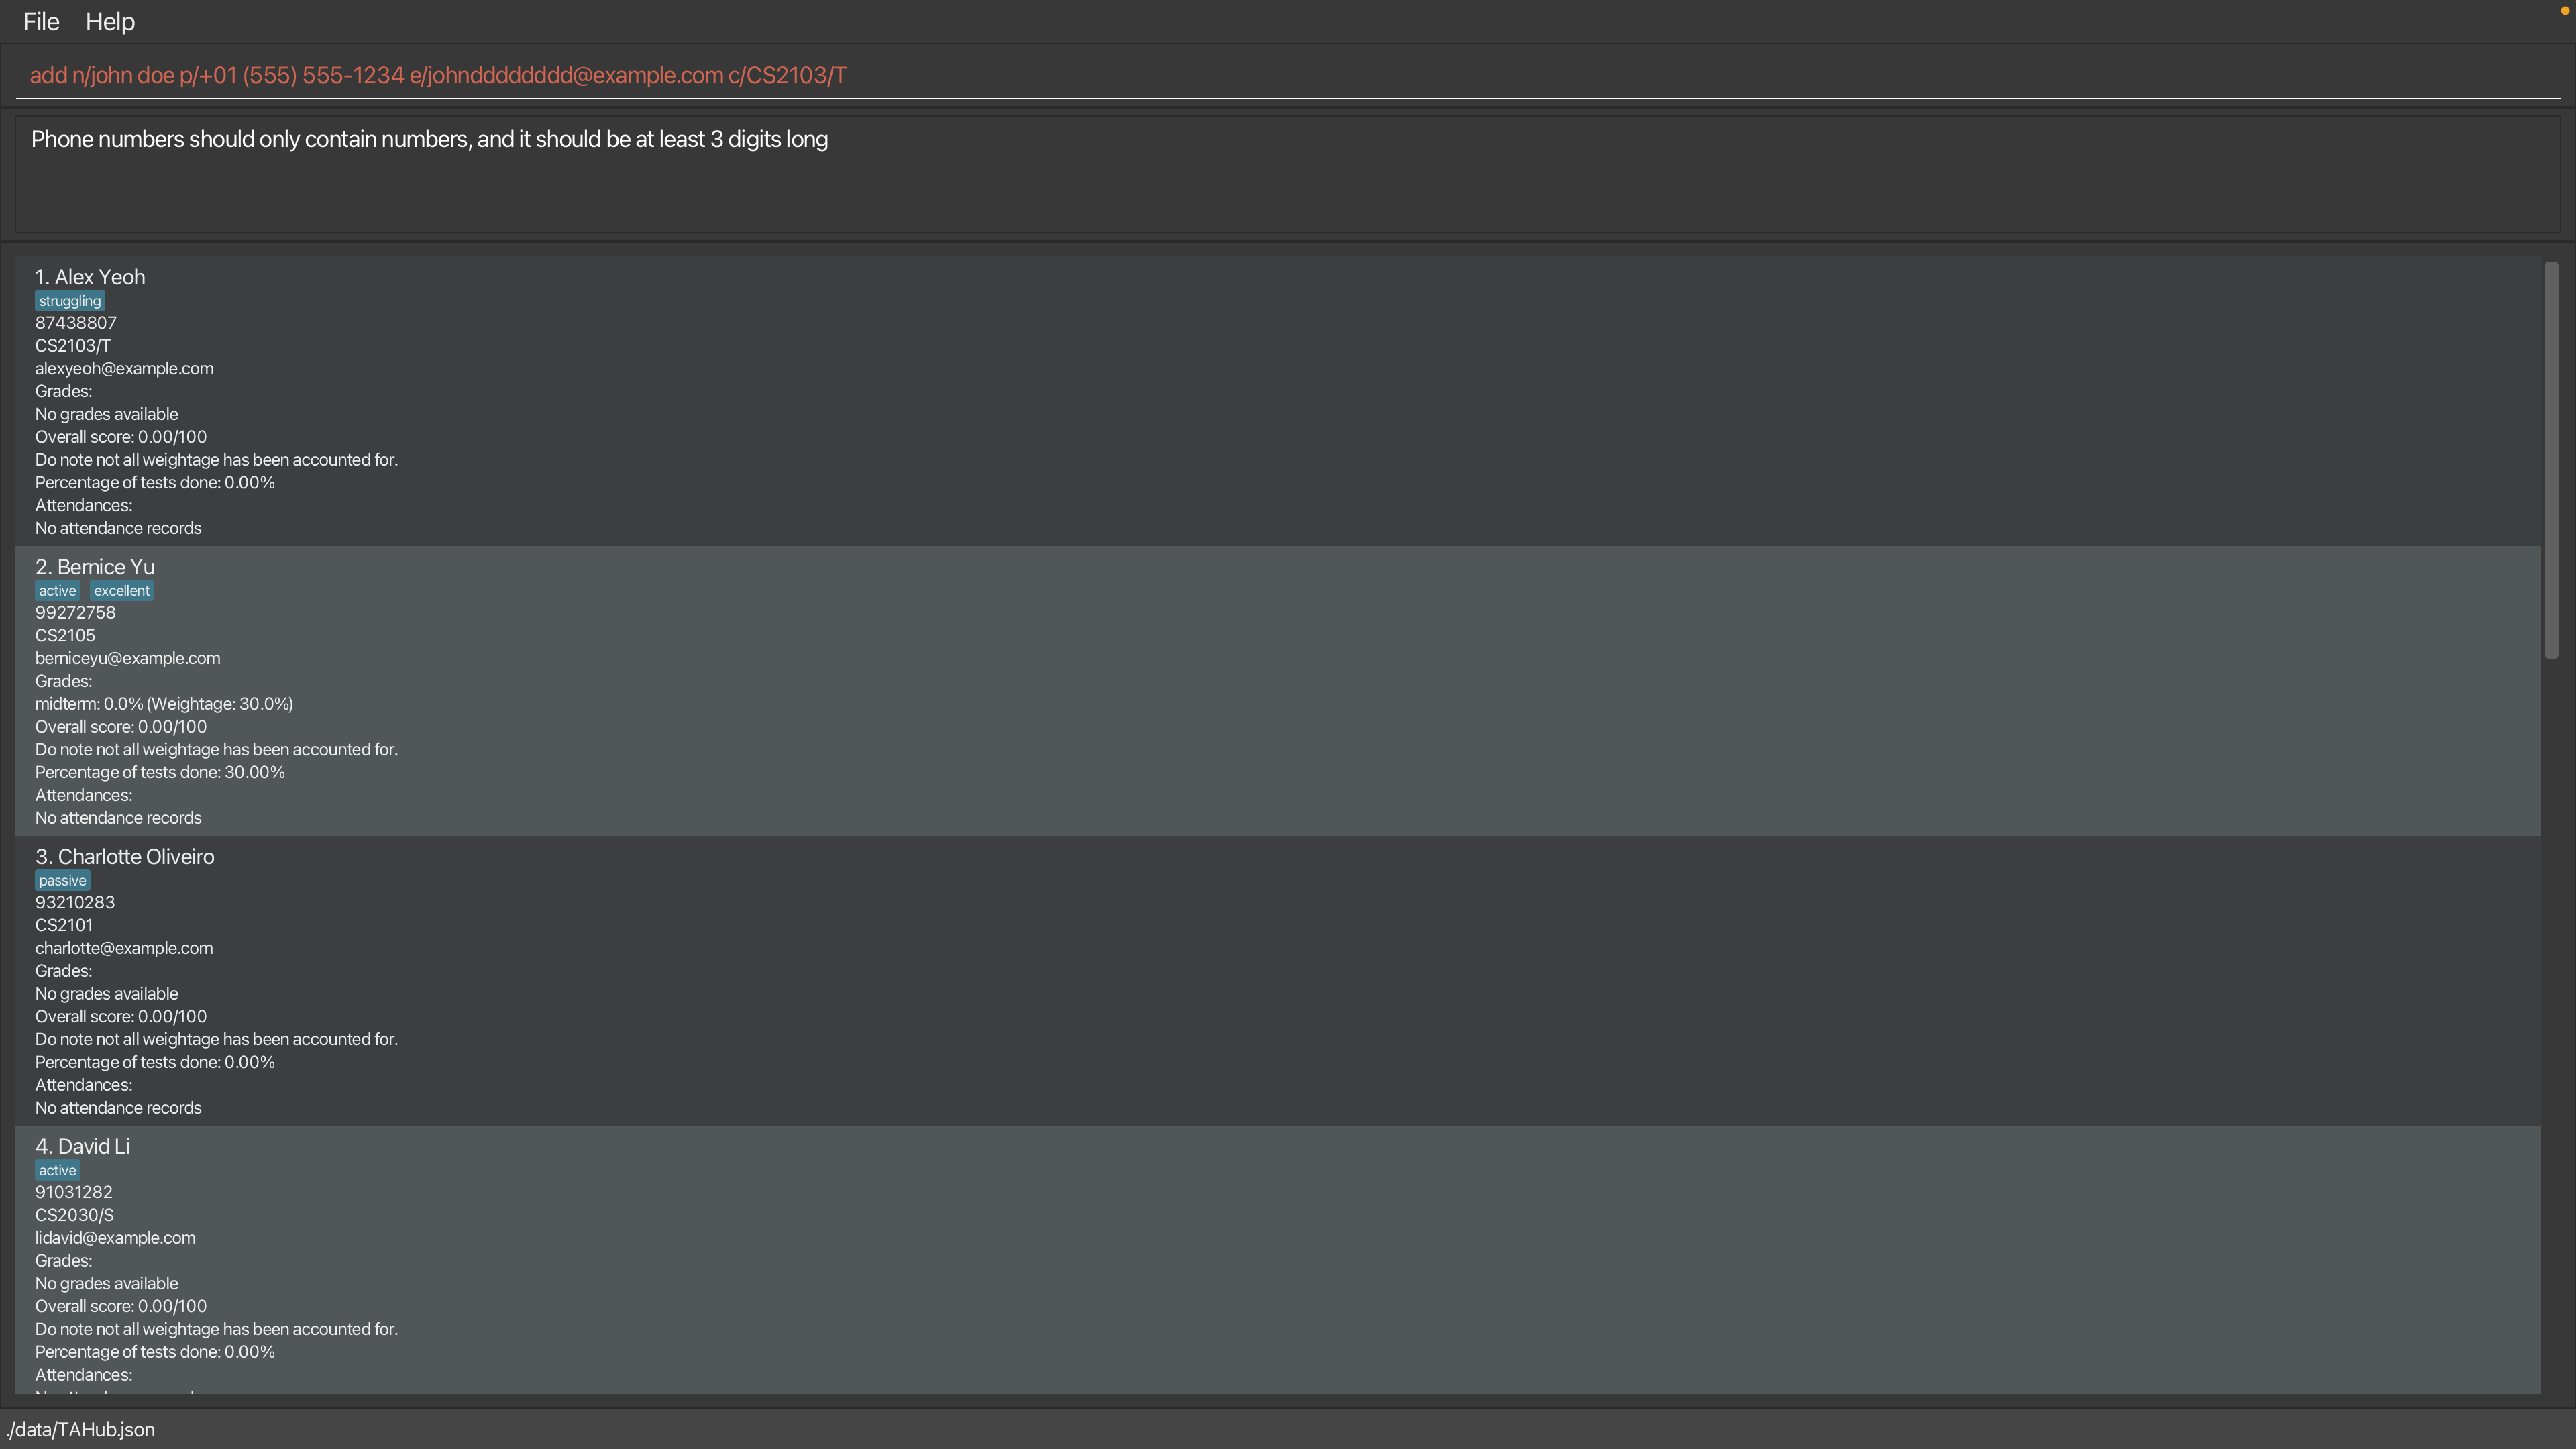 File Help
add n/john doe p/+01 (555) 555-1234 e/johndddddddd@example.com c/CS2103/T
Phone numbers should only contain numbers, and it should be at least 3 digits long
1. Alex Yeoh
struggling
87438807
CS2103/T
alexyeoh@example.com
Grades:
No grades available
Overall score: 0.00/100
Do note not all weightage has been accounted for.
Percentage of tests done: 0.00%
Attendances:
No attendance records
2. Bernice Yu
active excellent
99272758
CS2105
berniceyu@example.com
Grades:
midterm: 0.0% (Weightage: 30.0%)
Overall score: 0.00/100
Do note not all weightage has been accounted for.
Percentage of tests done: 30.00%
Attendances:
No attendance records
3. Charlotte Oliveiro
passive
93210283
CS2101
charlotte@example.com
Grades:
No grades available
Overall score: 0.00/100
Do note not all weightage has been accounted for.
Percentage of tests done: 0.00%
Attendances:
No attendance records
4. David Li
active
91031282
CS2030/S
lidavid@example.com
Grades:
No grades available
Overall score: 0.00/100
Do note not all weightage has been accounted for.
Percentage of tests done: 0.00%
Attendances:
./data/TAHub.json